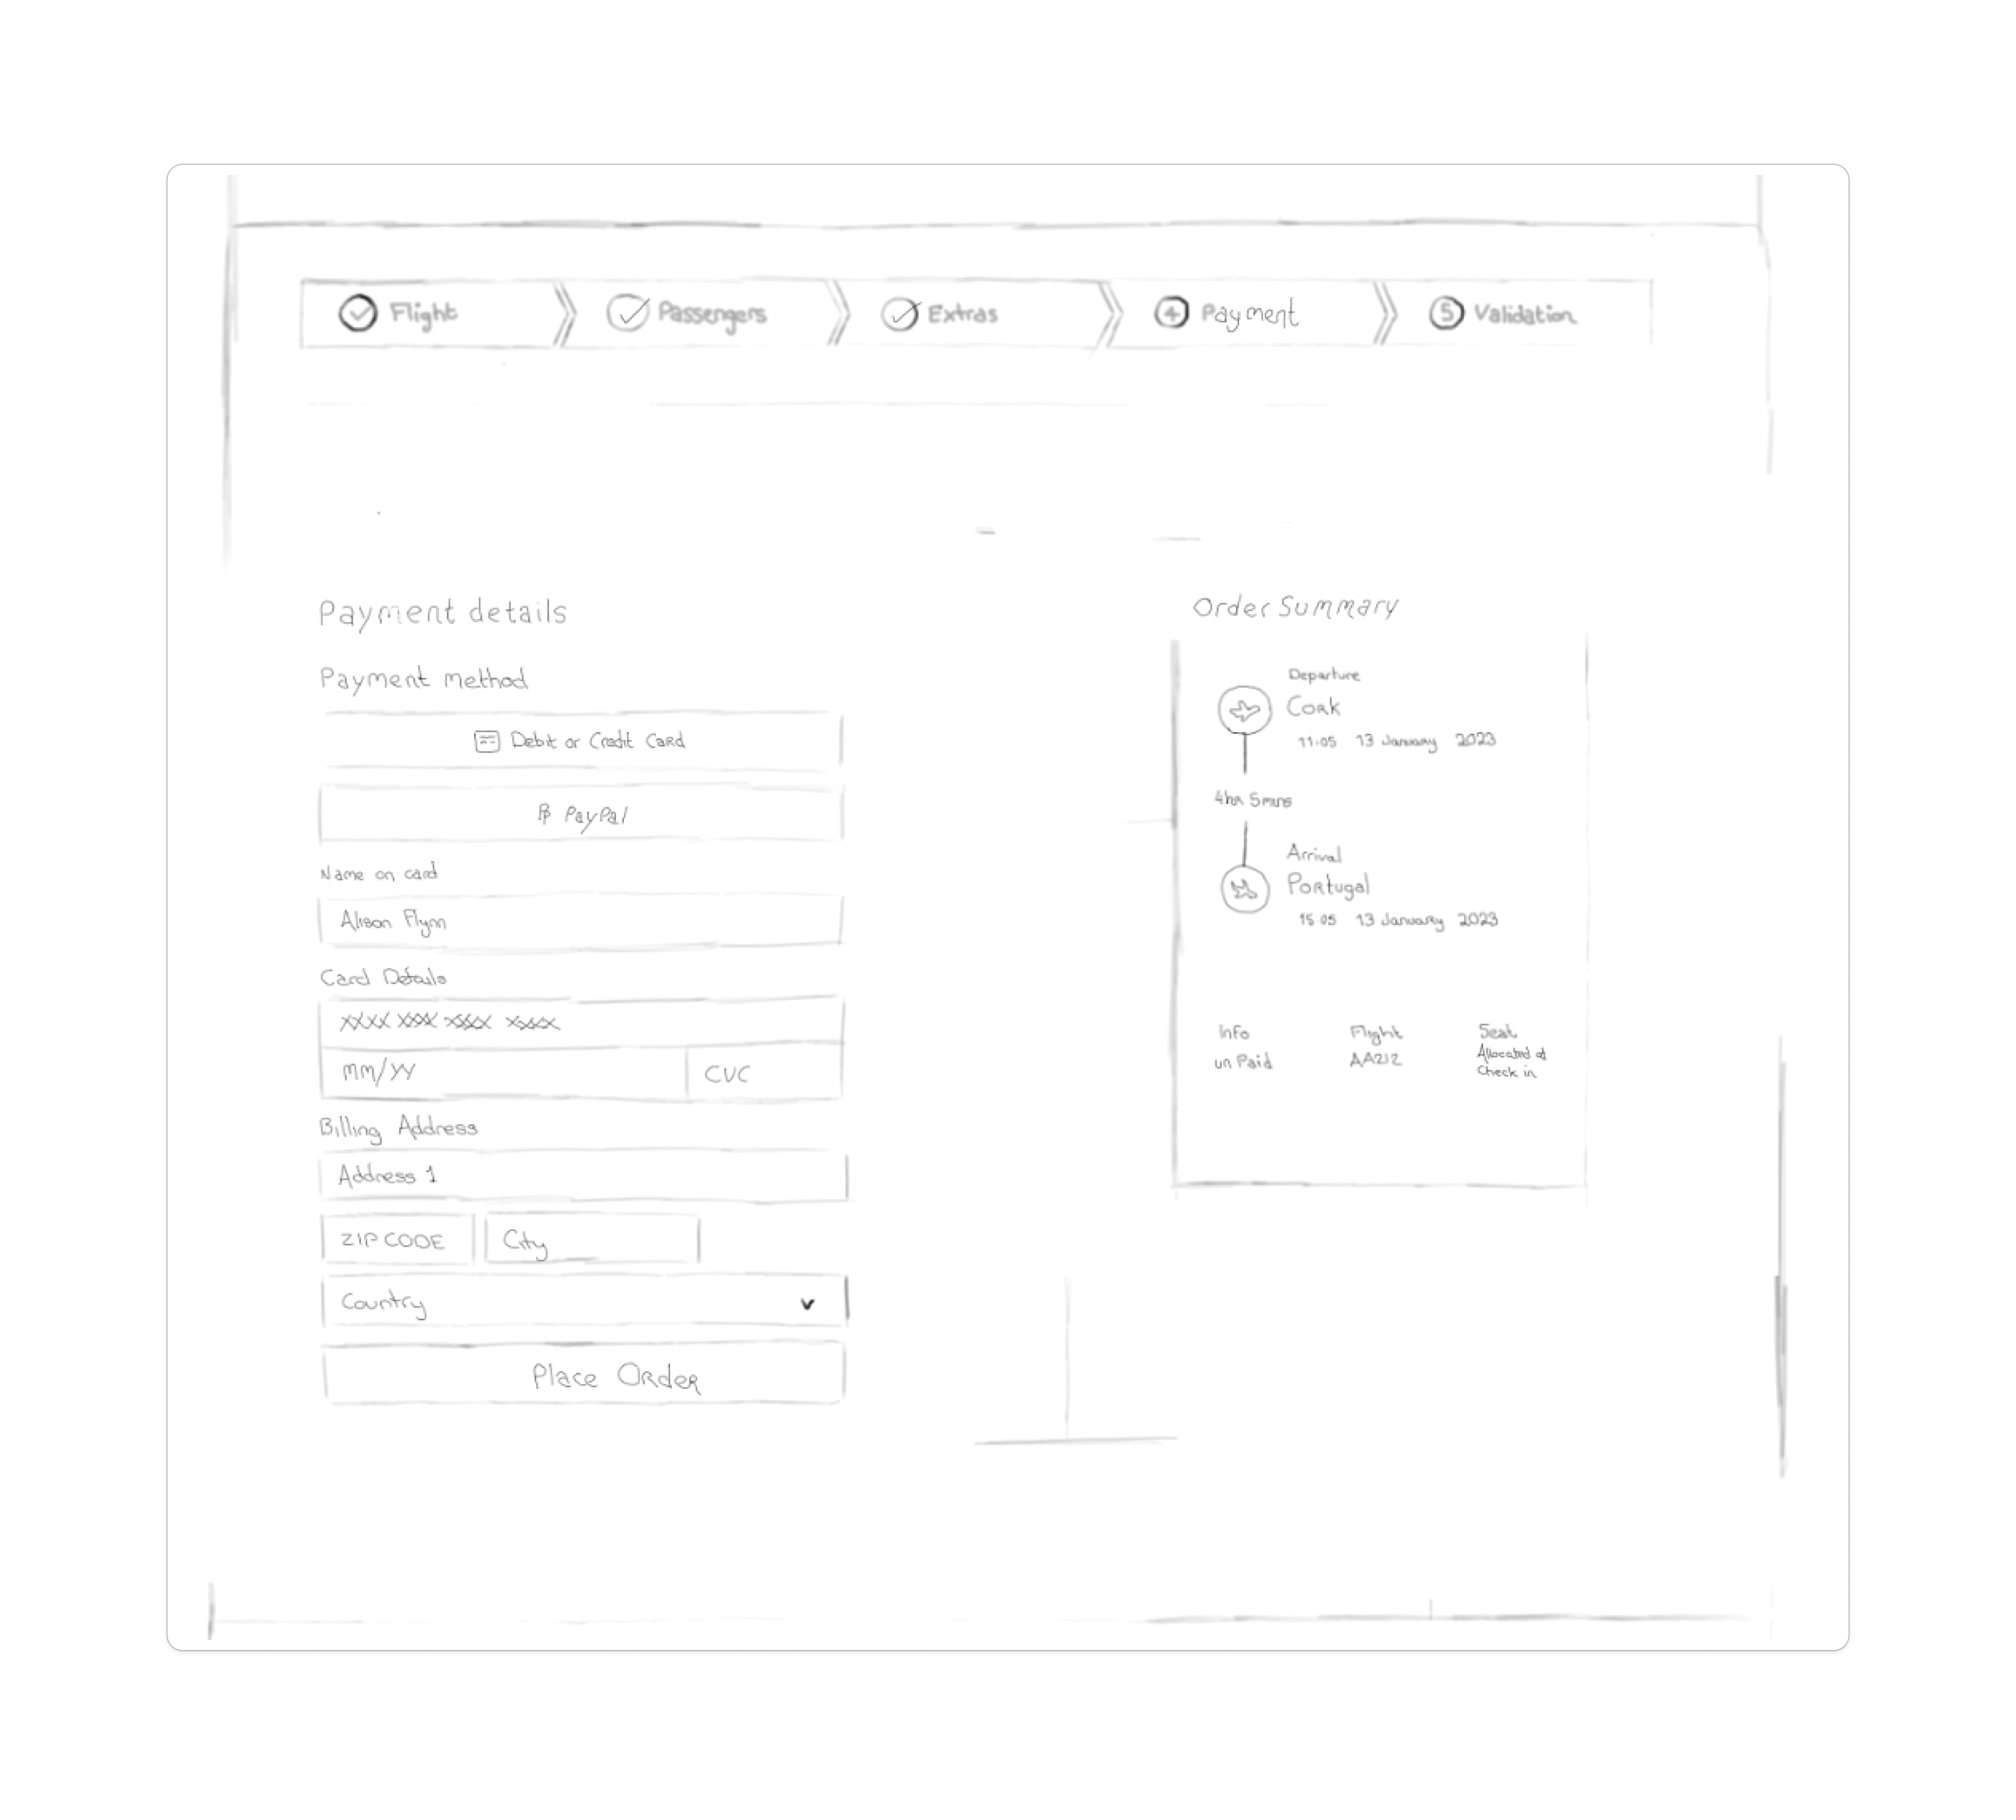 Flight
Passengers
Extras
4 Payment
5 Validation
Payment details
Payment method
Debit or Credit Card
PayPal
Name on card
Alison Flynn
Card Details
XXXX XXXX XXXX XXXX
MM/YY
CVC
Billing Address
Address 1
ZIP CODE
City
Country
Place Order
Order Summary
Departure
Cork
11:05 13 January 2023
4hr 5mins
Arrival
Portugal
15:05 13 January 2023
Info
Flight
Seat
un Paid
AA212
Allocated at
Check in